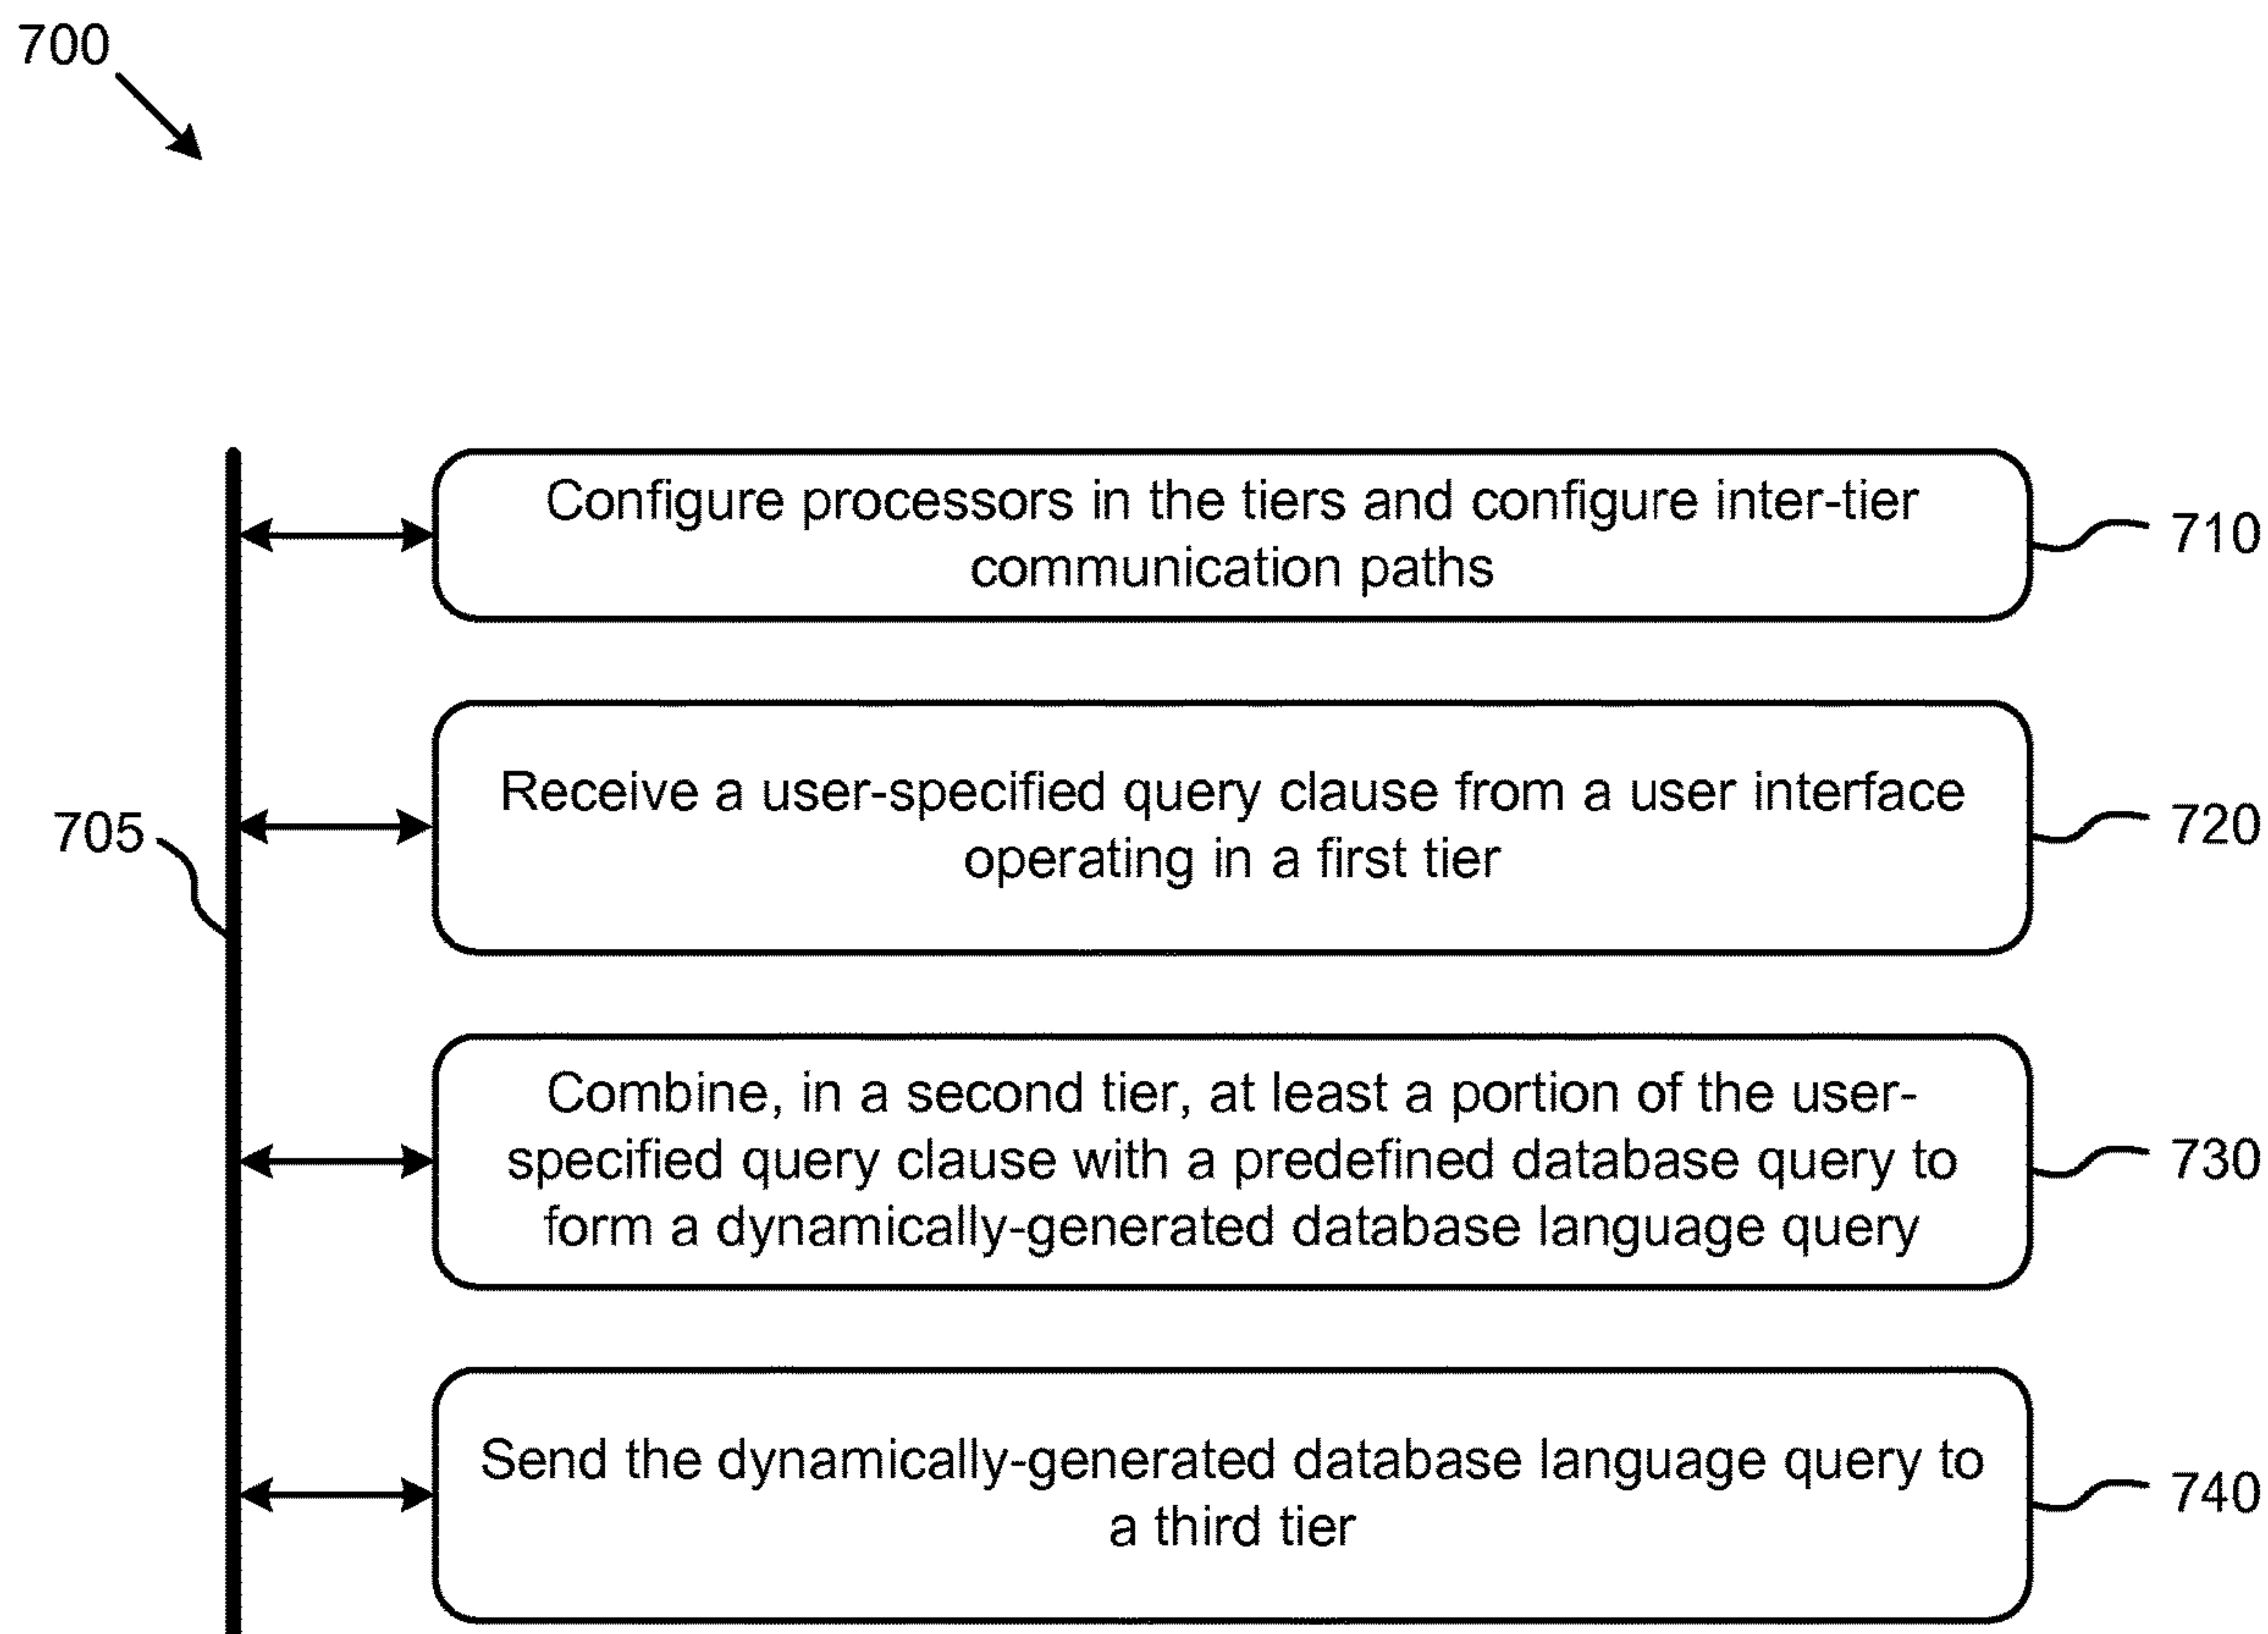 700
Configure processors in the tiers and configure inter-tier
communication paths
710
Receive a user-specified query clause from a user interface
operating in a first tier
720
705
Combine, in a second tier, at least a portion of the user-
specified query clause with a predefined database query to
form a dynamically-generated database language query
730
Send the dynamically-generated database language query to
a third tier
740